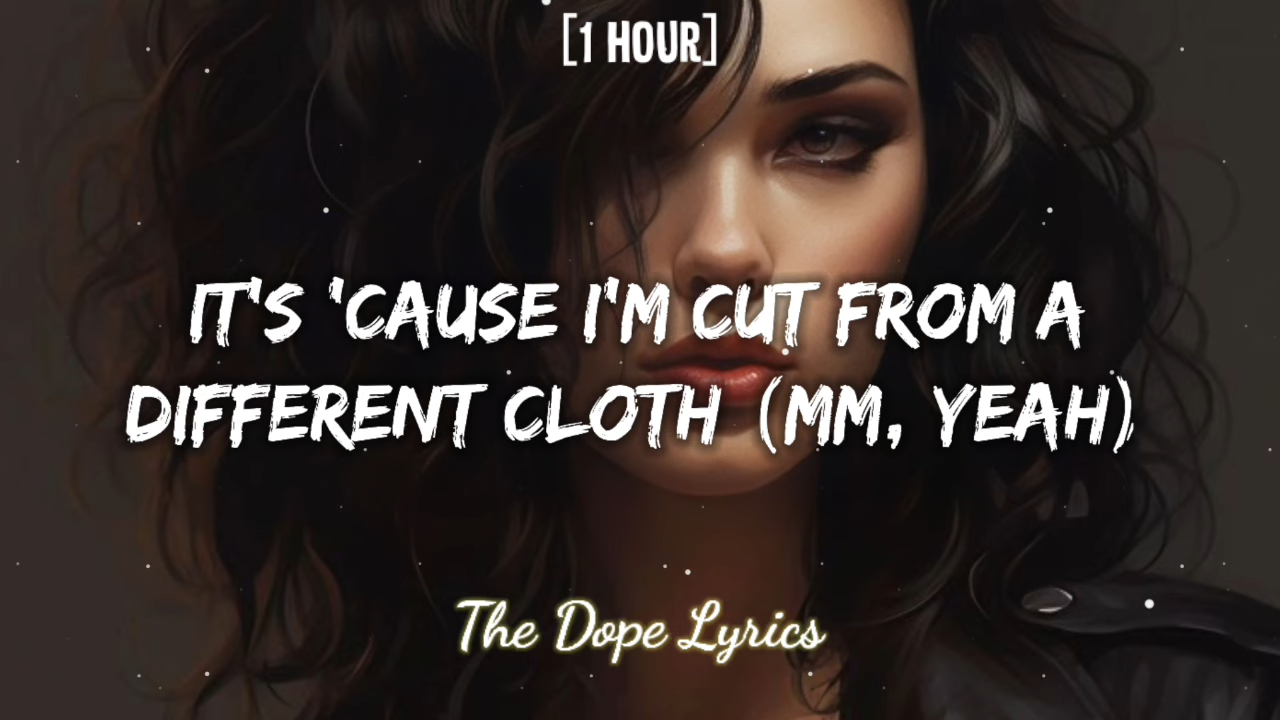 [1 HOUR]
IT'S 'CAUSE I'M CUT FROM A
DIFFERENT CLOTH (MM, YEAH)
The Dope Lyrics